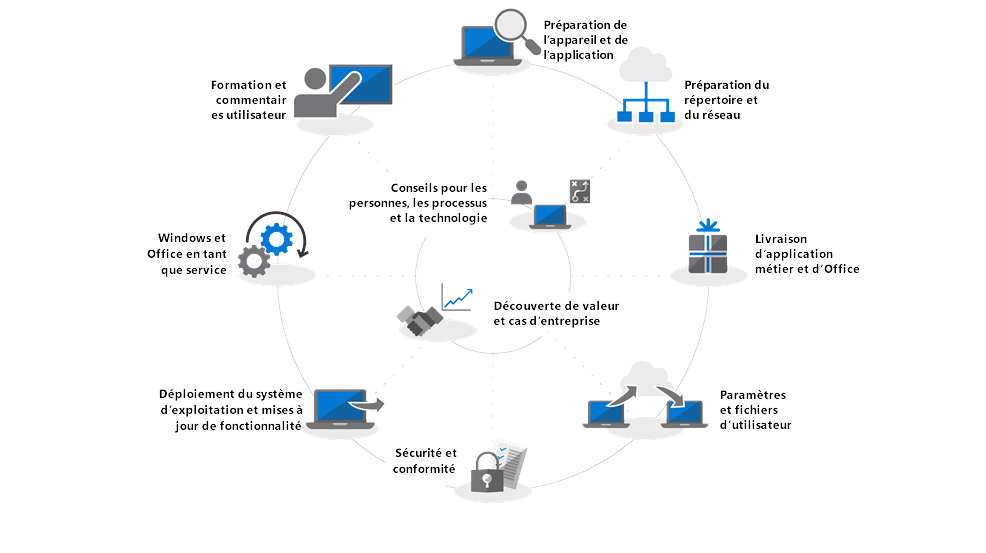 Préparation de
l'appareil et de
l'application
Formation et
commentair
es utilisateur
Préparation du
répertoire et
du réseau
Conseils pour les
personnes, les processus
et la technologie
Windows et
Office en tant
que service
Livraison
d'application
métier et d'Office
Découverte de valeur
et cas d'entreprise
Déploiement du système
d'exploitation et mises à
jour de fonctionnalité
Paramètres
et fichiers
d'utilisateur
Sécurité et
conformité